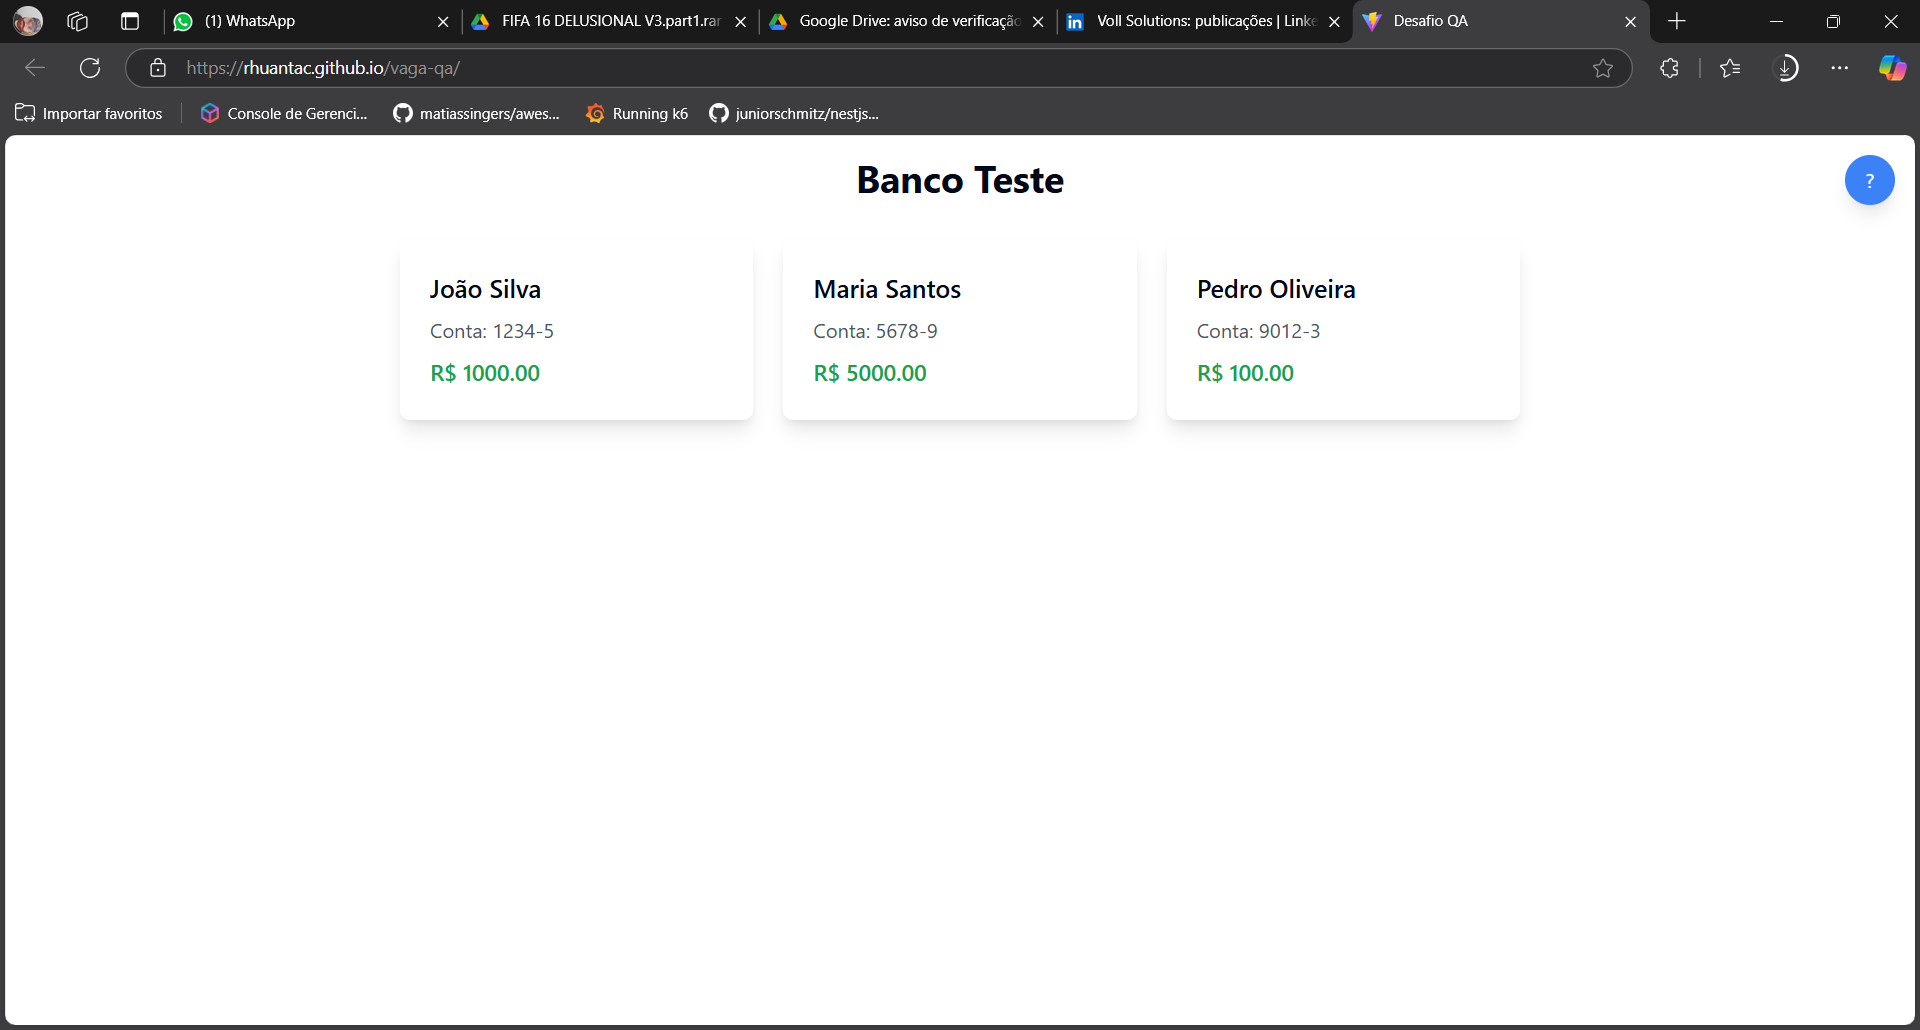 (1) WhatsApp
FIFA 16 DELUSIONAL V3.part1.rar
Google Drive: aviso de verificação
Voll Solutions: publicações | Linke
Desafio QA
https://rhuantac.github.io/vaga-qa/
Importar favoritos
Console de Gerenci...
matiassingers/awes...
Running k6
juniorschmitz/nestjs...
Banco Teste
?
João Silva
Conta: 1234-5
R$ 1000.00
Maria Santos
Conta: 5678-9
R$ 5000.00
Pedro Oliveira
Conta: 9012-3
R$ 100.00